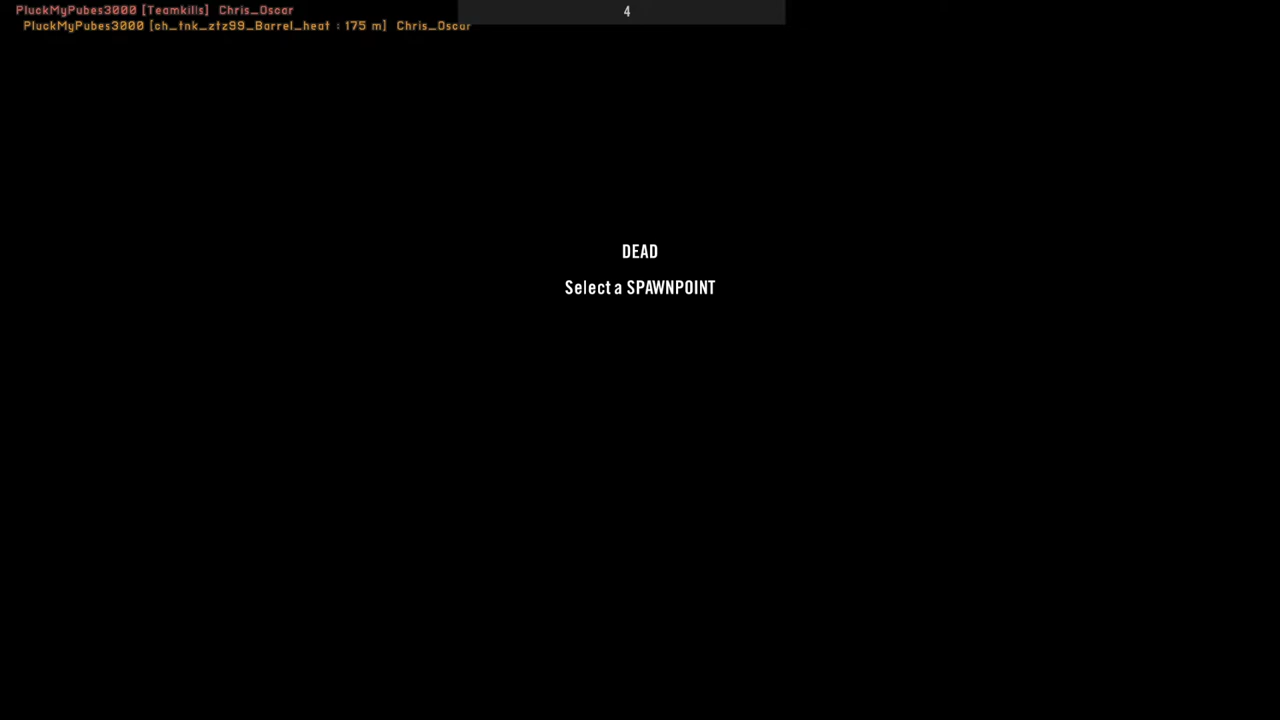 PluckMyPubes3000 [Teamkills] Chris_Oscar
4
PluckMyPubes3000 [ch_tnk_ztz99_Barrel_heat : 175 m] Chris_Oscar
DEAD
Select a SPAWNPOINT